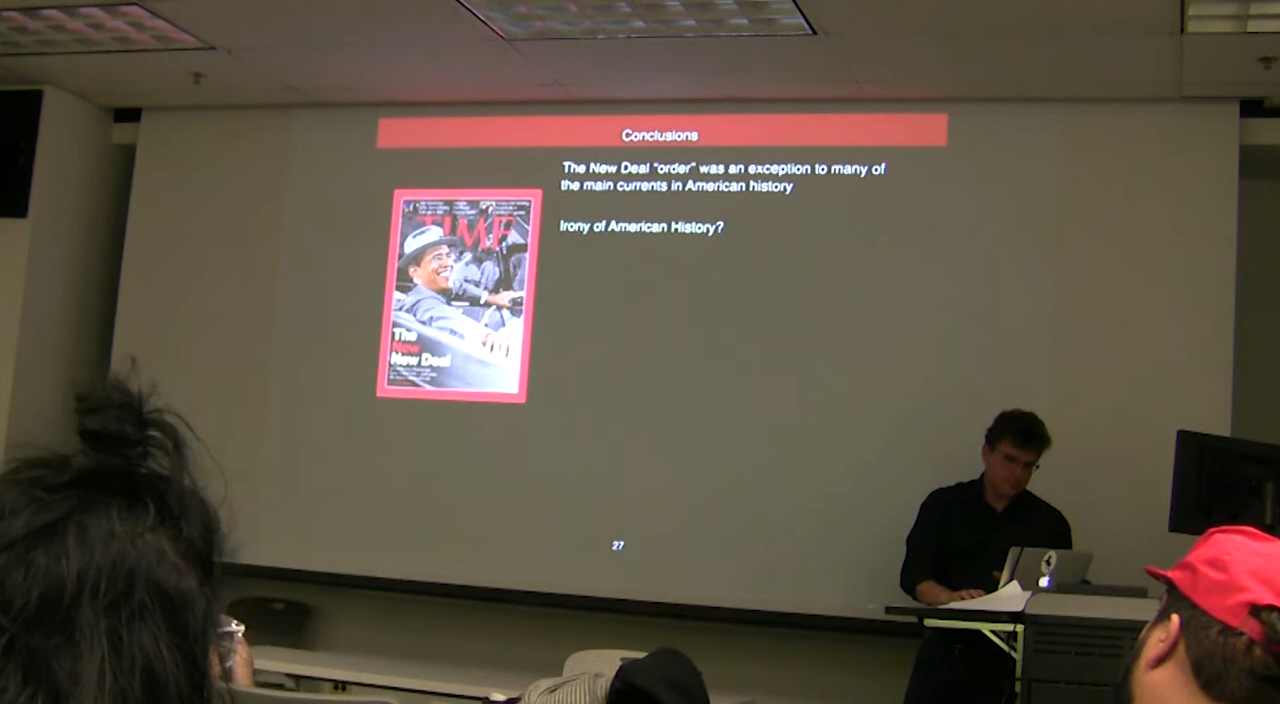 Conclusions
The New Deal “order” was an exception to many of
the main currents in American history
Irony of American History?
TIME
The
New
New Deal
27